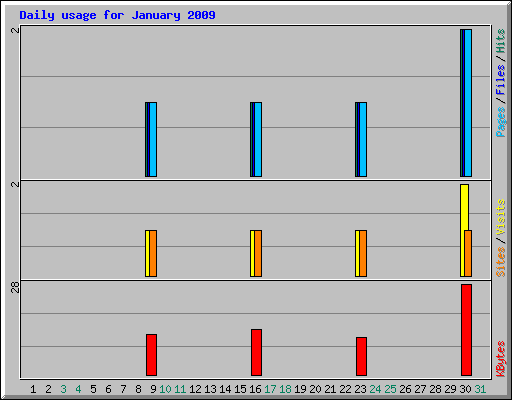 Daily usage for January 2009
2
Pages / Files / Hits
2
Sites / Visits
28
KBytes
1 2 3 4 5 6 7 8 9 10 11 12 13 14 15 16 17 18 19 20 21 22 23 24 25 26 27 28 29 30 31